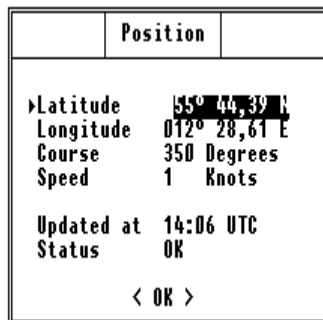 Position
Latitude 55° 44,39 N
Longitude 012° 28,61 E
Course 350 Degrees
Speed 1 Knots
Updated at 14:06 UTC
Status OK
< OK >